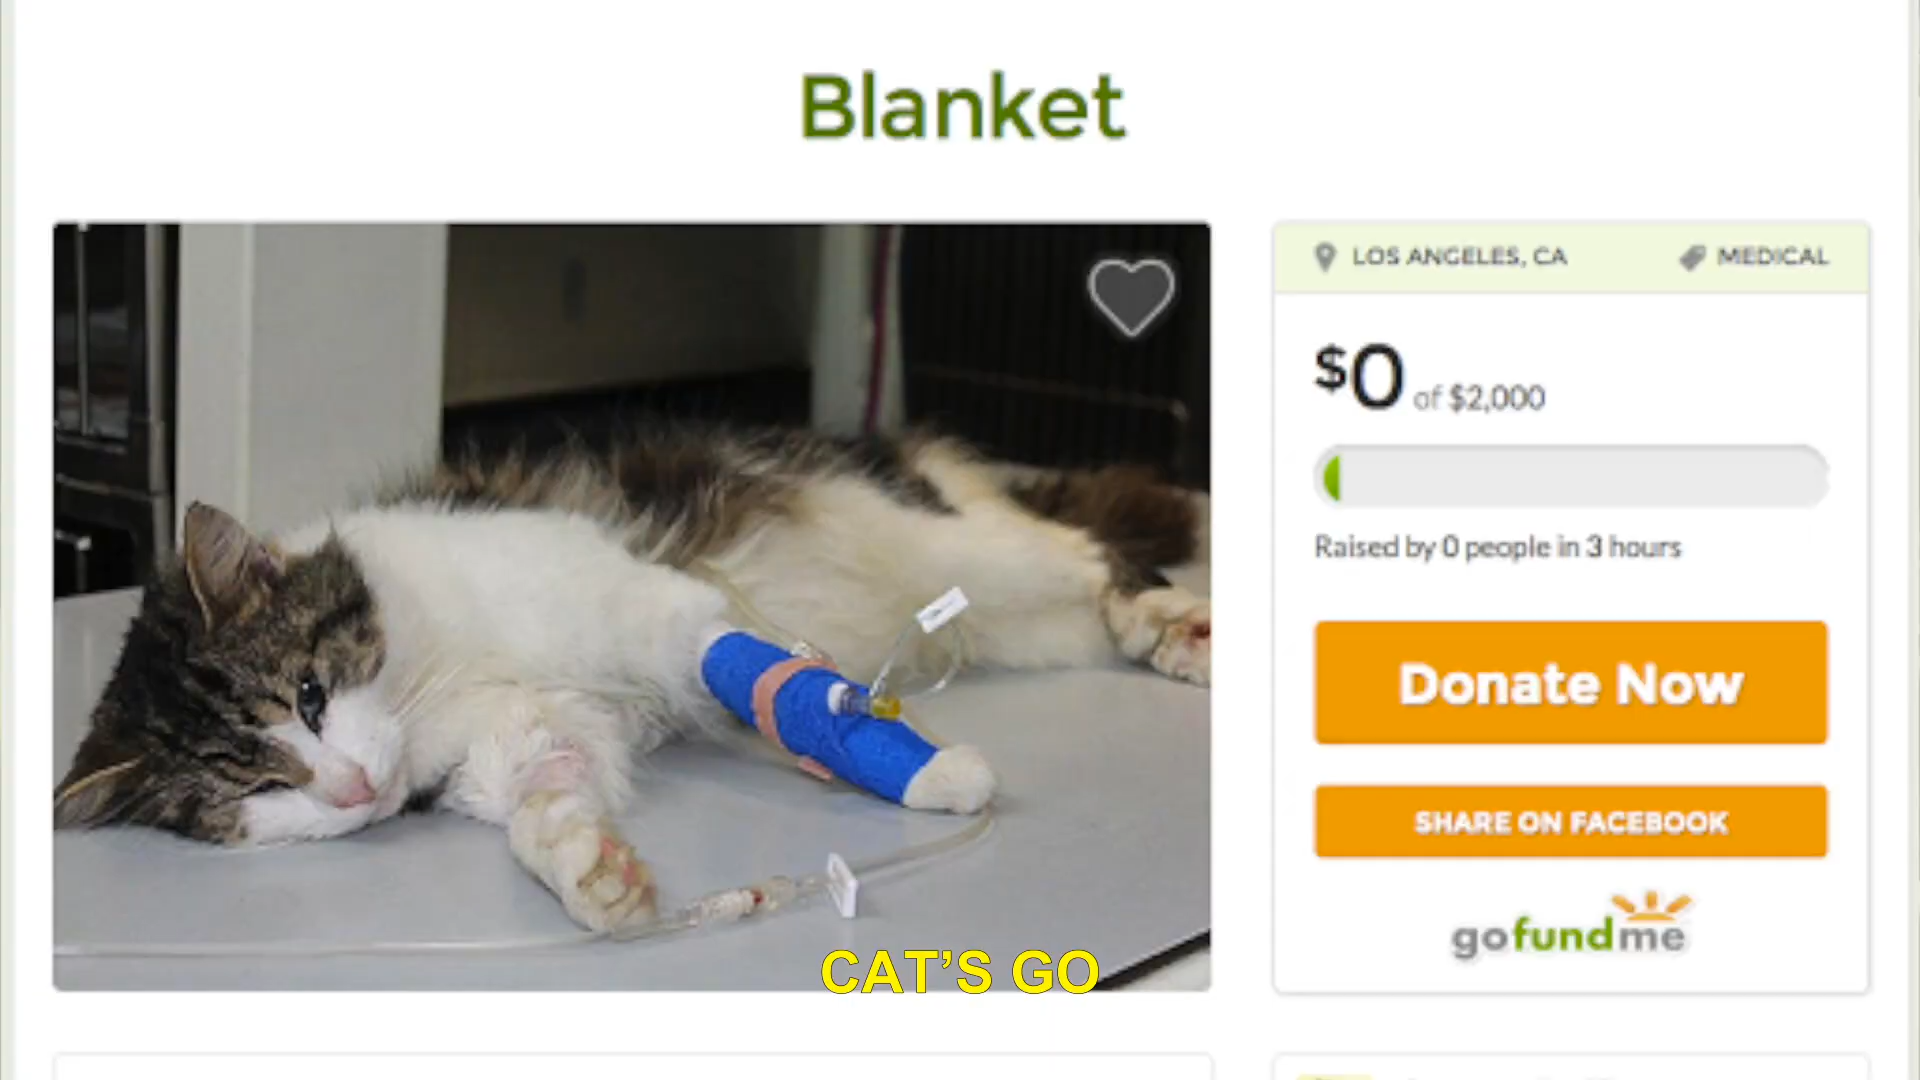 Blanket
LOS ANGELES, CA
MEDICAL
$0 of $2,000
Raised by 0 people in 3 hours
Donate Now
SHARE ON FACEBOOK
gofundme
CAT'S GO